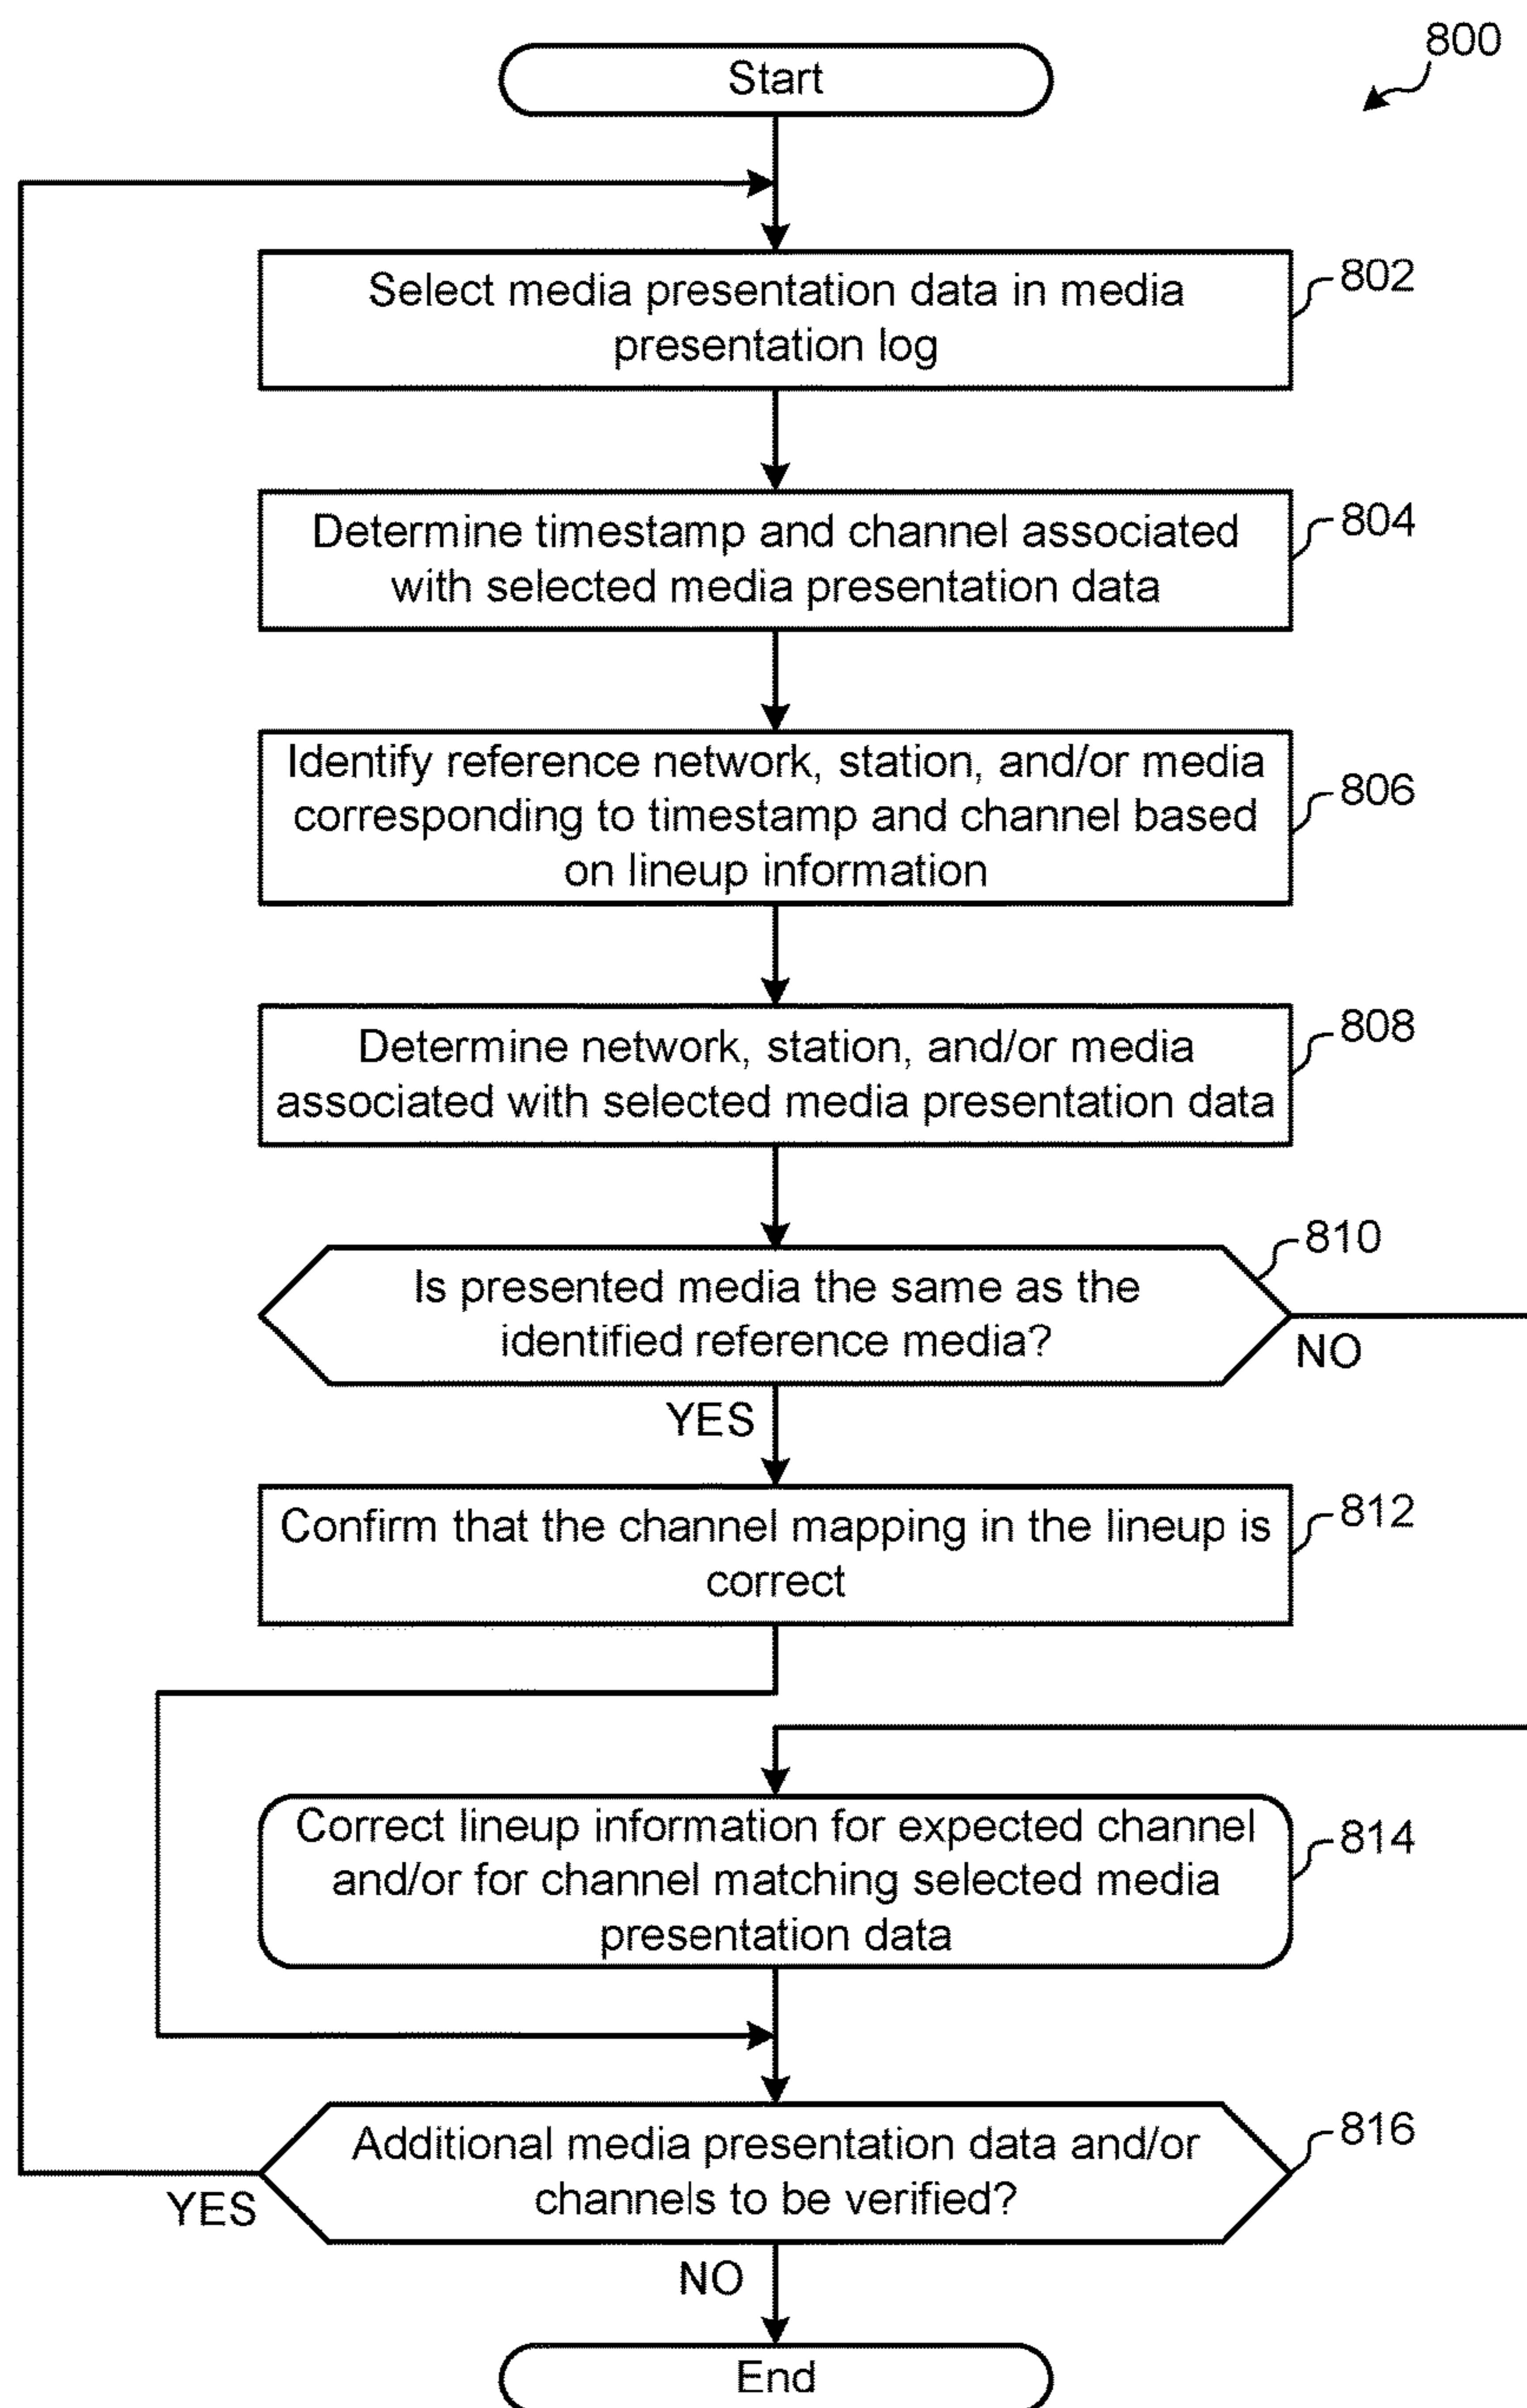 800
Start
Select media presentation data in media
presentation log
802
Determine timestamp and channel associated
with selected media presentation data
804
Identify reference network, station, and/or media
corresponding to timestamp and channel based
on lineup information
806
Determine network, station, and/or media
associated with selected media presentation data
808
Is presented media the same as the
identified reference media?
810
NO
YES
Confirm that the channel mapping in the lineup is
correct
812
Correct lineup information for expected channel
and/or for channel matching selected media
presentation data
814
Additional media presentation data and/or
channels to be verified?
816
YES
NO
End